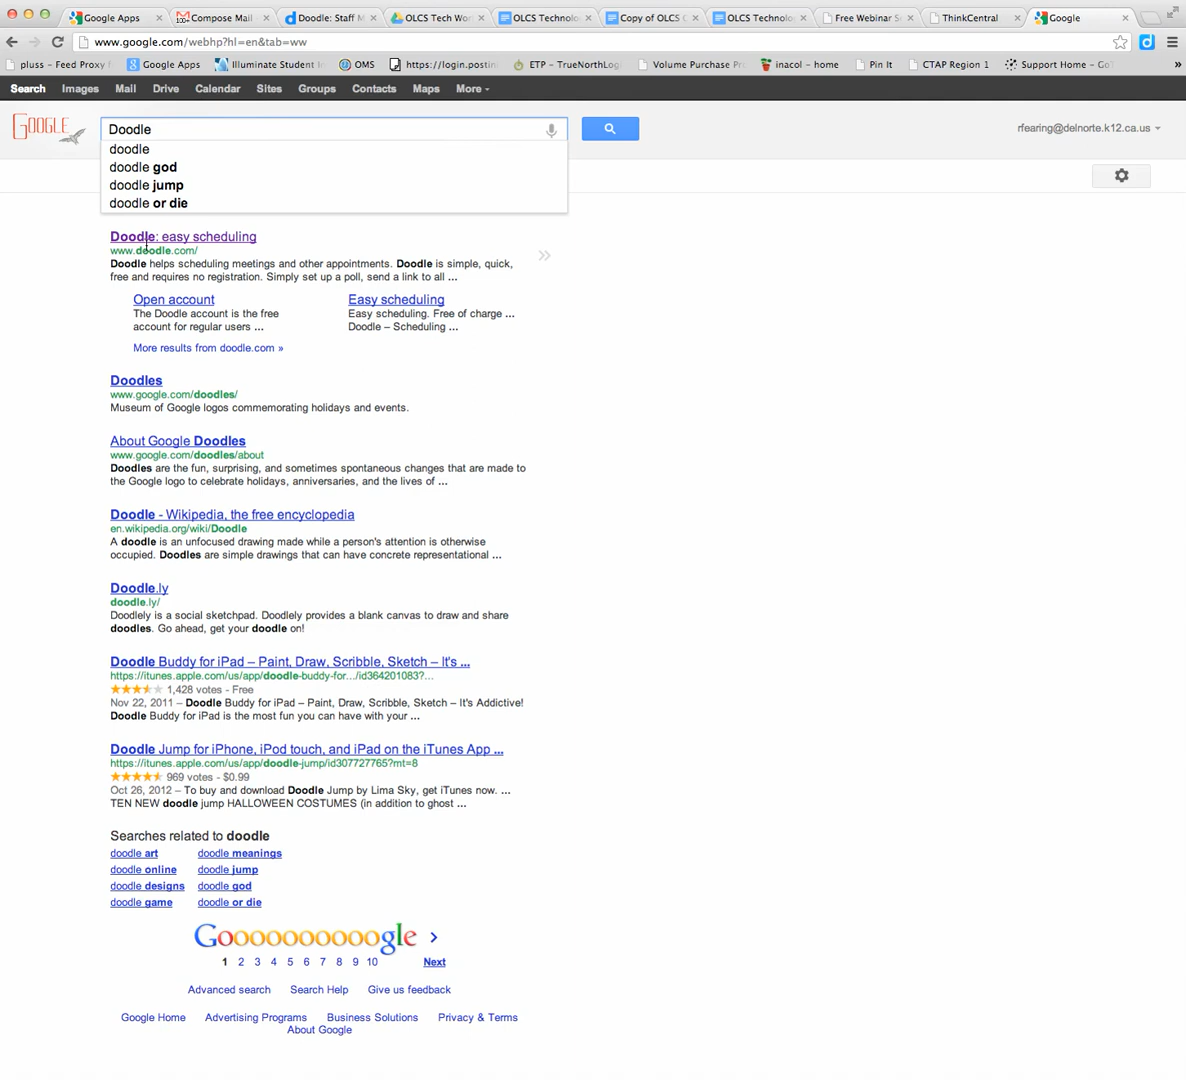 Google Apps
Compose Mail
Doodle: Staff M
OLCS Tech Wor
OLCS Technolo
Copy of OLCS
OLCS Technolo
Free Webinar S
ThinkCentral
Google
www.google.com/webhp?hl=en&tab=ww
pluss - Feed Proxy f
Google Apps
Illuminate Student In
OMS
https://login.postin
ETP - TrueNorthLog
Volume Purchase Pr
inacol - home
Pin It
CTAP Region 1
Support Home - Go
Search Images Mail Drive Calendar Sites Groups Contacts Maps More
GOOGLE
Doodle
rfearing@delnorte.k12.ca.us
doodle
doodle god
doodle jump
doodle or die
Doodle: easy scheduling
www.doodle.com/
Doodle helps scheduling meetings and other appointments. Doodle is simple, quick,
free and requires no registration. Simply set up a poll, send a link to all ...
Open account
The Doodle account is the free
account for regular users ...
Easy scheduling
Easy scheduling. Free of charge ...
Doodle – Scheduling ...
More results from doodle.com »
Doodles
www.google.com/doodles/
Museum of Google logos commemorating holidays and events.
About Google Doodles
www.google.com/doodles/about
Doodles are the fun, surprising, and sometimes spontaneous changes that are made to
the Google logo to celebrate holidays, anniversaries, and the lives of ...
Doodle - Wikipedia, the free encyclopedia
en.wikipedia.org/wiki/Doodle
A doodle is an unfocused drawing made while a person's attention is otherwise
occupied. Doodles are simple drawings that can have concrete representational ...
Doodle.ly
doodle.ly/
Doodlely is a social sketchpad. Doodlely provides a blank canvas to draw and share
doodles. Go ahead, get your doodle on!
Doodle Buddy for iPad – Paint, Draw, Scribble, Sketch – It's ...
https://itunes.apple.com/us/app/doodle-buddy-for.../id364201083?...
1,428 votes - Free
Nov 22, 2011 – Doodle Buddy for iPad – Paint, Draw, Scribble, Sketch – It's Addictive!
Doodle Buddy for iPad is the most fun you can have with your ...
Doodle Jump for iPhone, iPod touch, and iPad on the iTunes App ...
https://itunes.apple.com/us/app/doodle-jump/id307727765?mt=8
969 votes - $0.99
Oct 26, 2012 – To buy and download Doodle Jump by Lima Sky, get iTunes now. ...
TEN NEW doodle jump HALLOWEEN COSTUMES (in addition to ghost ...
Searches related to doodle
doodle art doodle meanings
doodle online doodle jump
doodle designs doodle god
doodle game doodle or die
Goooooooooogle
1 2 3 4 5 6 7 8 9 10 Next
Advanced search Search Help Give us feedback
Google Home Advertising Programs Business Solutions Privacy & Terms
About Google